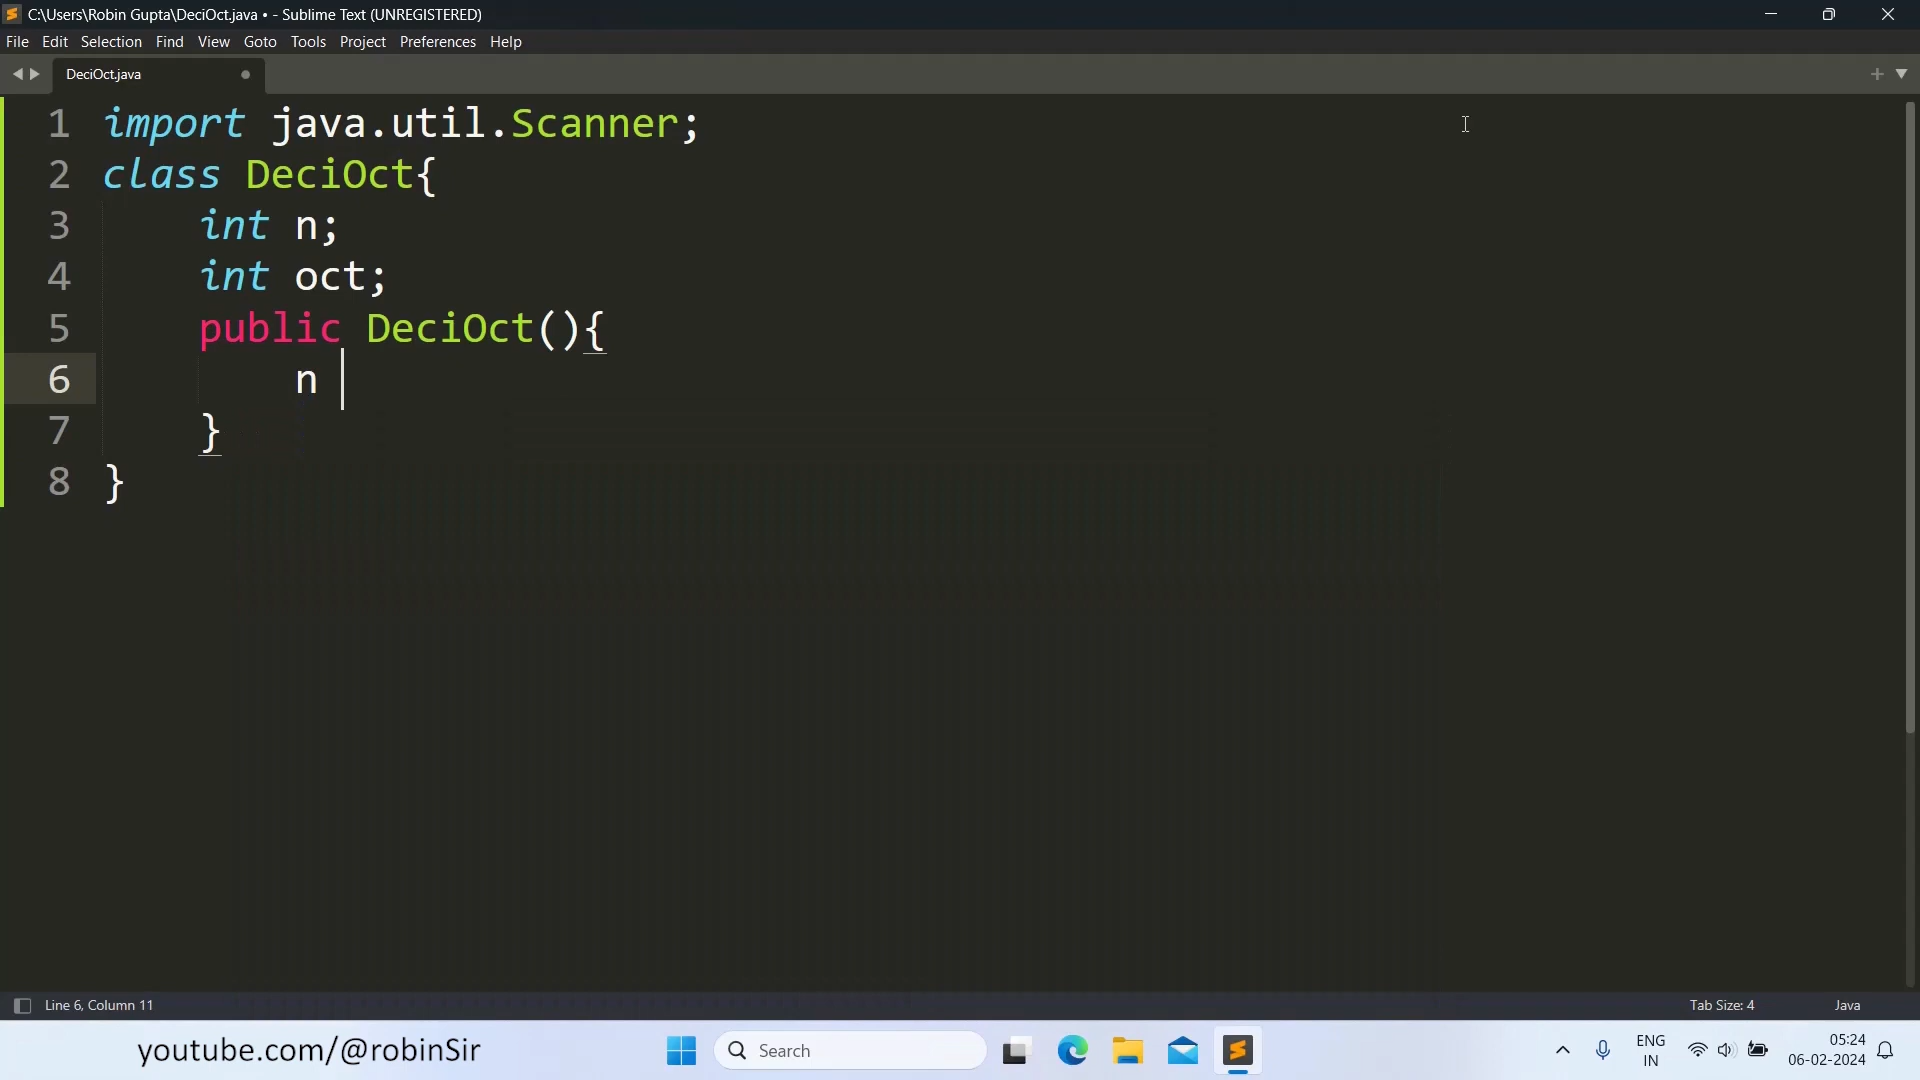 C:\Users\Robin Gupta\DeciOct.java • - Sublime Text (UNREGISTERED)
File Edit Selection Find View Goto Tools Project Preferences Help
DeciOct.java
1 import java.util.Scanner;
2 class DeciOct{
3 int n;
4 int oct;
5 public DeciOct(){
6 n
7 }
8 }
Line 6, Column 11
Tab Size: 4
Java
youtube.com/@robinSir
Search
ENG
IN
05:24
06-02-2024